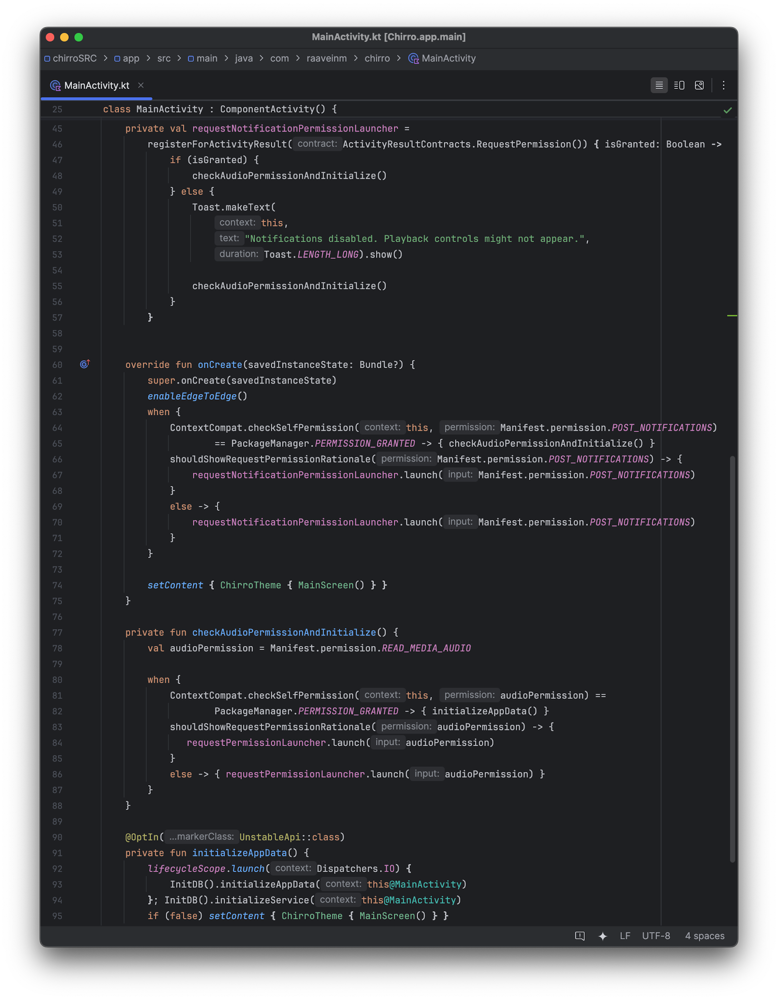 MainActivity.kt [Chirro.app.main]
chirroSRC > app > src > main > java > com > raaveinm > chirro > MainActivity
MainActivity.kt ×
25 class MainActivity : ComponentActivity() {
45     private val requestNotificationPermissionLauncher =
46         registerForActivityResult( contract: ActivityResultContracts.RequestPermission()) { isGranted: Boolean ->
47             if (isGranted) {
48                 checkAudioPermissionAndInitialize()
49             } else {
50                 Toast.makeText(
51                     context: this,
52                     text: "Notifications disabled. Playback controls might not appear.",
53                     duration: Toast.LENGTH_LONG).show()
54
55                 checkAudioPermissionAndInitialize()
56             }
57         }
58
59
60     override fun onCreate(savedInstanceState: Bundle?) {
61         super.onCreate(savedInstanceState)
62         enableEdgeToEdge()
63         when {
64             ContextCompat.checkSelfPermission( context: this, permission: Manifest.permission.POST_NOTIFICATIONS)
65                     == PackageManager.PERMISSION_GRANTED -> { checkAudioPermissionAndInitialize() }
66             shouldShowRequestPermissionRationale( permission: Manifest.permission.POST_NOTIFICATIONS) -> {
67                 requestNotificationPermissionLauncher.launch( input: Manifest.permission.POST_NOTIFICATIONS)
68             }
69             else -> {
70                 requestNotificationPermissionLauncher.launch( input: Manifest.permission.POST_NOTIFICATIONS)
71             }
72         }
73
74         setContent { ChirroTheme { MainScreen() } }
75     }
76
77     private fun checkAudioPermissionAndInitialize() {
78         val audioPermission = Manifest.permission.READ_MEDIA_AUDIO
79
80         when {
81             ContextCompat.checkSelfPermission( context: this, permission: audioPermission) ==
82                     PackageManager.PERMISSION_GRANTED -> { initializeAppData() }
83             shouldShowRequestPermissionRationale( permission: audioPermission) -> {
84                requestPermissionLauncher.launch( input: audioPermission)
85             }
86             else -> { requestPermissionLauncher.launch( input: audioPermission) }
87         }
88     }
89
90     @OptIn( ...markerClass: UnstableApi::class)
91     private fun initializeAppData() {
92         lifecycleScope.launch( context: Dispatchers.IO) {
93             InitDB().initializeAppData( context: this@MainActivity)
94         }; InitDB().initializeService( context: this@MainActivity)
95         if (false) setContent { ChirroTheme { MainScreen() } }
LF UTF-8 4 spaces